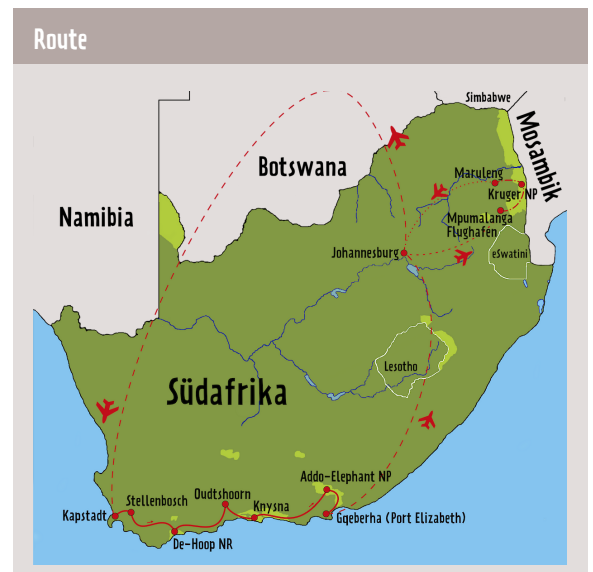 Route
Simbabwe
Mosambik
Botswana
Maruleng
Kruger NP
Namibia
Mpumalanga
Flughafen
Johannesburg
eSwatini
Lesotho
Südafrika
Addo-Elephant NP
Oudtshoorn
Stellenbosch
Knysna
Kapstadt
Gqeberha (Port Elizabeth)
De-Hoop NR